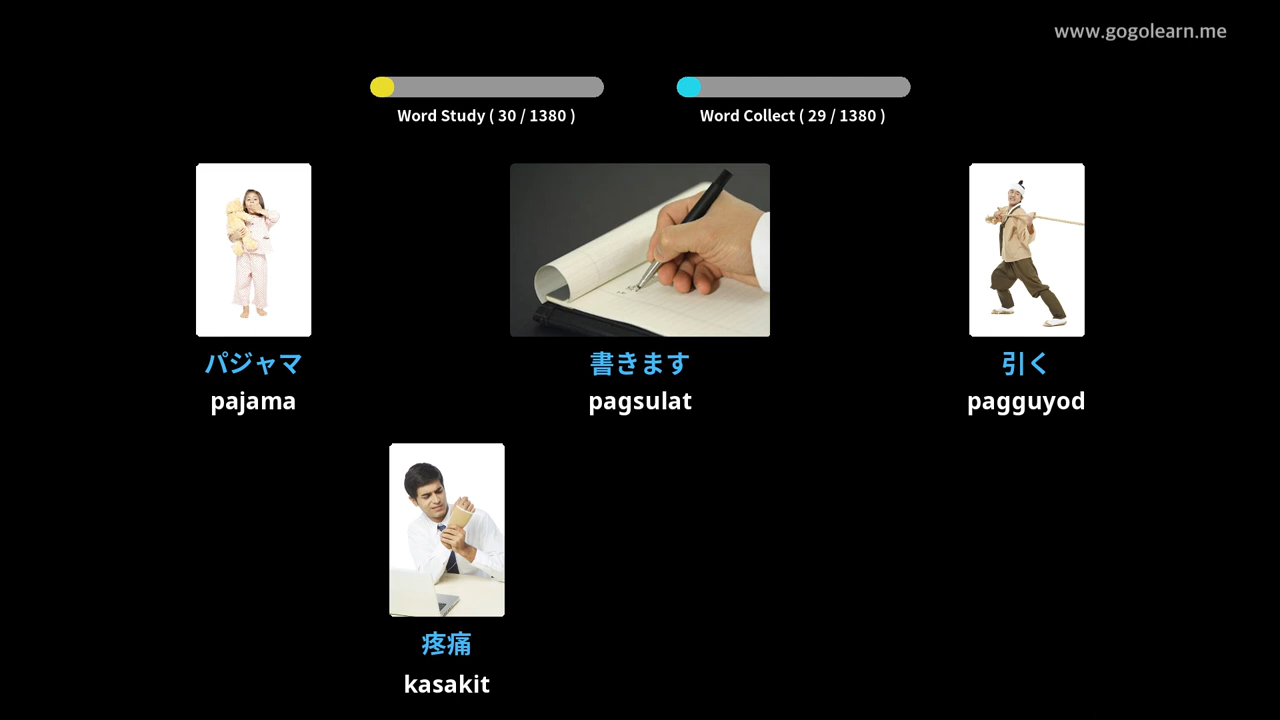 www.gogolearn.me
Word Study ( 30 / 1380 )
Word Collect ( 29 / 1380 )
パジャマ
pajama
書きます
pagsulat
引く
pagguyod
疼痛
kasakit